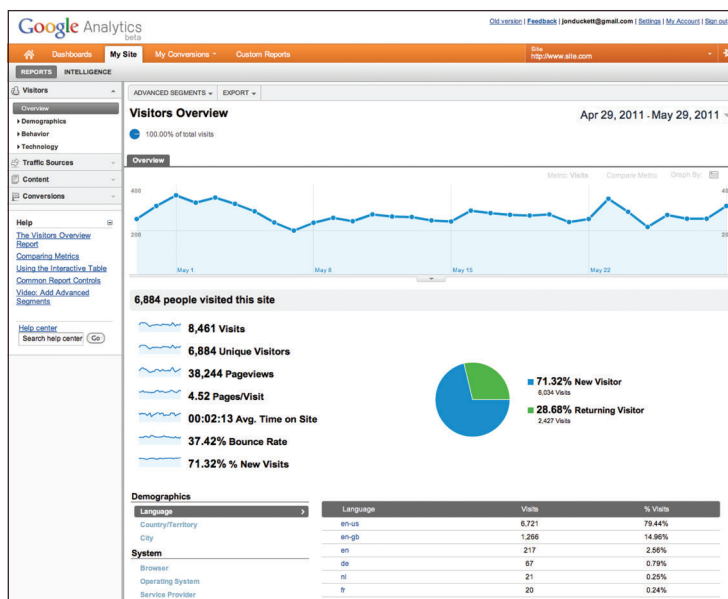 Google Analytics
beta
Old version | Feedback | jonduckett@gmail.com | Settings | My Account | Sign out
Dashboards My Site My Conversions Custom Reports
Site
http://www.site.com
REPORTS INTELLIGENCE
Visitors
Overview
Demographics
Behavior
Technology
Traffic Sources
Content
Conversions
Help
The Visitors Overview
Report
Comparing Metrics
Using the Interactive Table
Common Report Controls
Video: Add Advanced
Segments
Help center
Search help center Go
ADVANCED SEGMENTS EXPORT
Visitors Overview
Apr 29, 2011 - May 29, 2011
100.00% of total visits
Overview
Metric: Visits Compare Metric Graph By:
400
200
May 1 May 8 May 15 May 22
6,884 people visited this site
8,461 Visits
6,884 Unique Visitors
38,244 Pageviews
4.52 Pages/Visit
00:02:13 Avg. Time on Site
37.42% Bounce Rate
71.32% % New Visits
71.32% New Visitor
6,034 Visits
28.68% Returning Visitor
2,427 Visits
Demographics
Language
Country/Territory
City
System
Browser
Operating System
Service Provider
Language Visits % Visits
en-us 6,721 79.44%
en-gb 1,266 14.96%
en 217 2.56%
de 67 0.79%
nl 21 0.25%
fr 20 0.24%